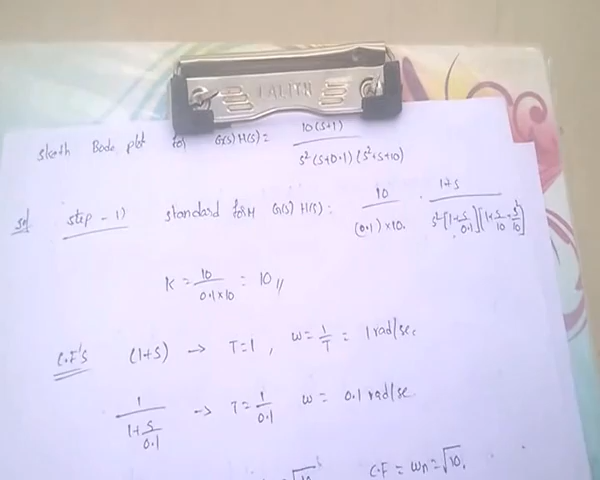 LALITH
Sketh Bode plot for G(s)H(s) = 10(s+1) / s²(s+0.1)(s²+s+10)
Sol step-1) Standard form G(s)H(s): 10 / (0.1)×10. · 1+s / s²[1+s/0.1][1+s/10+s²/10]
K = 10 / 0.1×10 = 10//
C.F's (1+s) → T=1, ω=1/T = 1 rad/sec
1 / 1+s/0.1 → T=1/0.1 ω = 0.1 rad/sec
√10 C.F = ωn = √10,